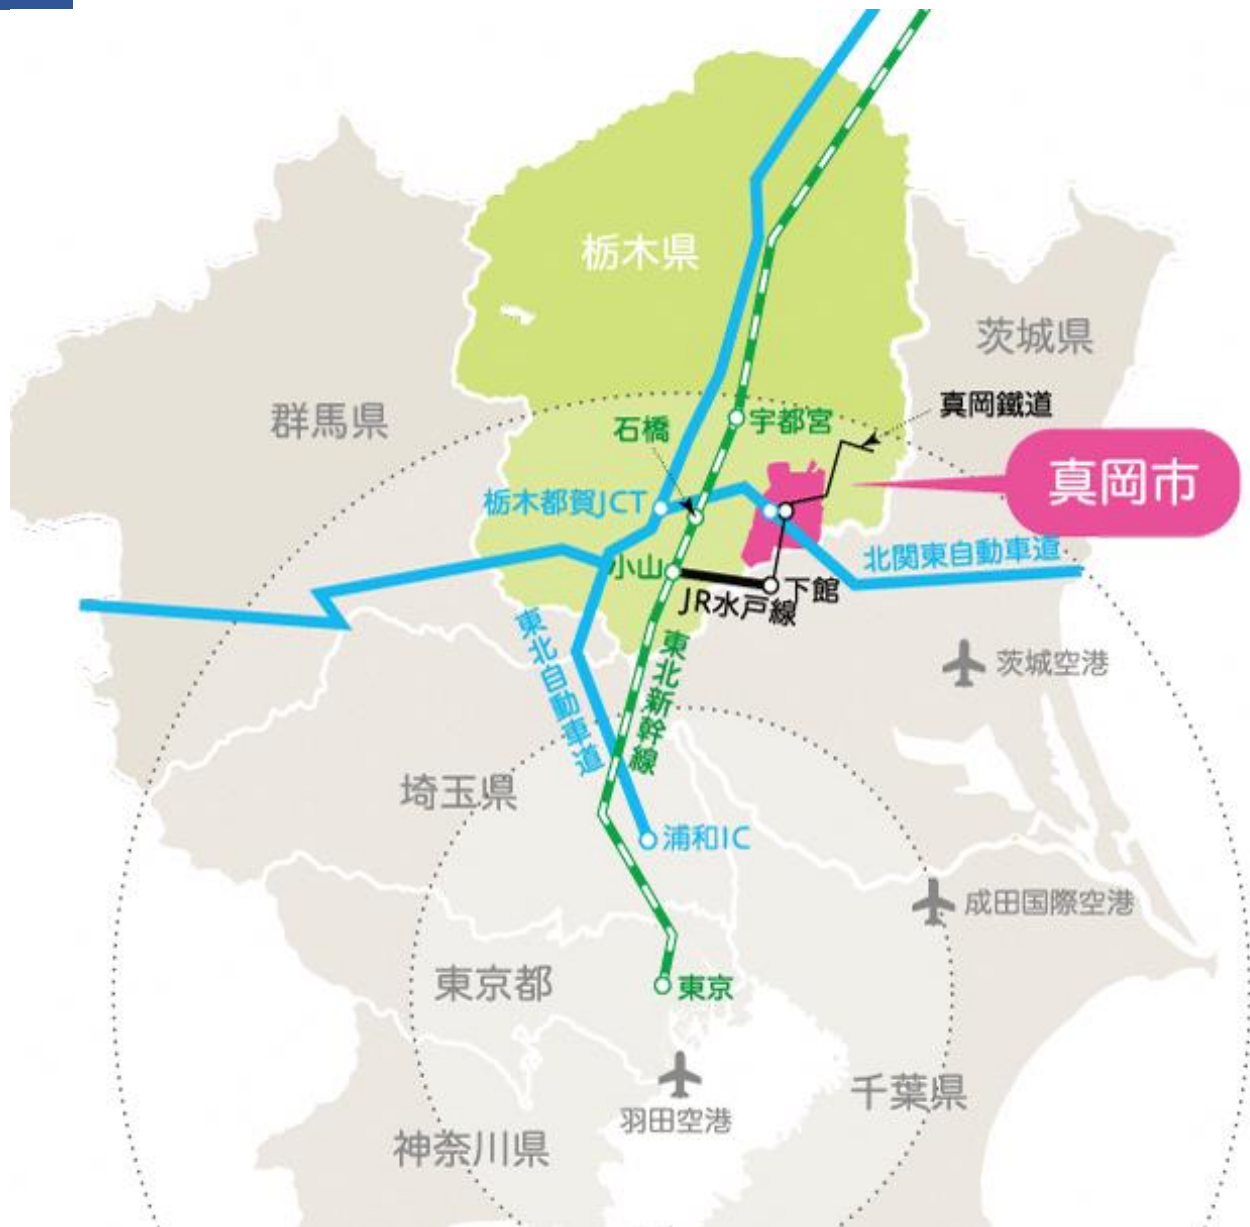 栃木県
茨城県
真岡鐵道
群馬県
宇都宮
石橋
真岡市
栃木都賀JCT
北関東自動車道
小山
下館
JR水戸線
東北自動車道
東北新幹線
茨城空港
埼玉県
浦和IC
成田国際空港
東京都
東京
千葉県
羽田空港
神奈川県